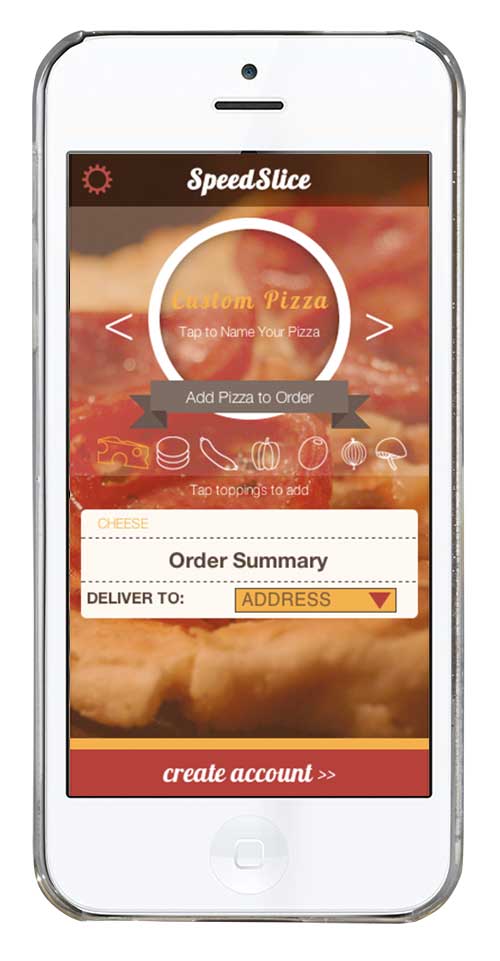 SpeedSlice
Custom Pizza
Tap to Name Your Pizza
< >
Add Pizza to Order
Tap toppings to add
CHEESE
Order Summary
DELIVER TO: ADDRESS
create account >>